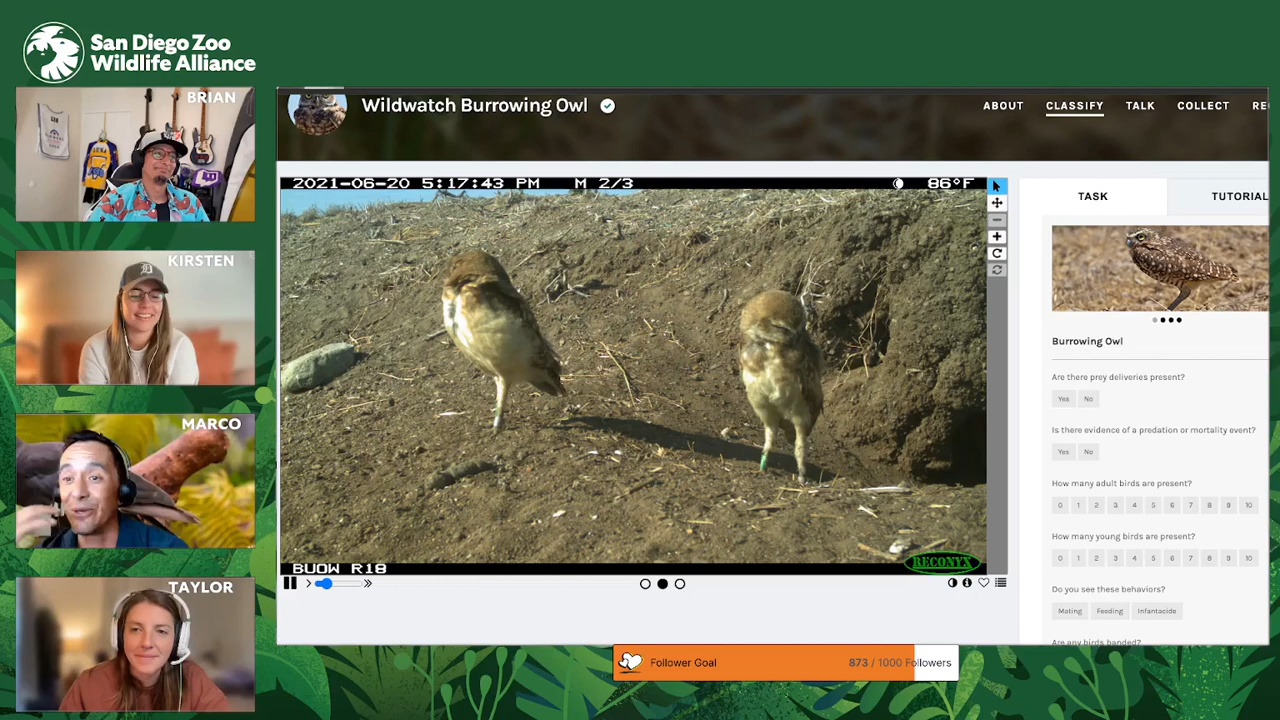 San Diego Zoo
Wildlife Alliance
BRIAN
KIRSTEN
MARCO
TAYLOR
Wildwatch Burrowing Owl
ABOUT
CLASSIFY
TALK
COLLECT
2021-06-20 5:17:43 PM M 2/3 86°F
BUOW R18
RECONYX
TASK
TUTORIAL
Burrowing Owl
Are there prey deliveries present?
Yes No
Is there evidence of a predation or mortality event?
Yes No
How many adult birds are present?
0 1 2 3 4 5 6 7 8 9 10
How many young birds are present?
0 1 2 3 4 5 6 7 8 9 10
Do you see these behaviors?
Mating Feeding Infantacide
Are any birds banded?
Follower Goal 873 / 1000 Followers